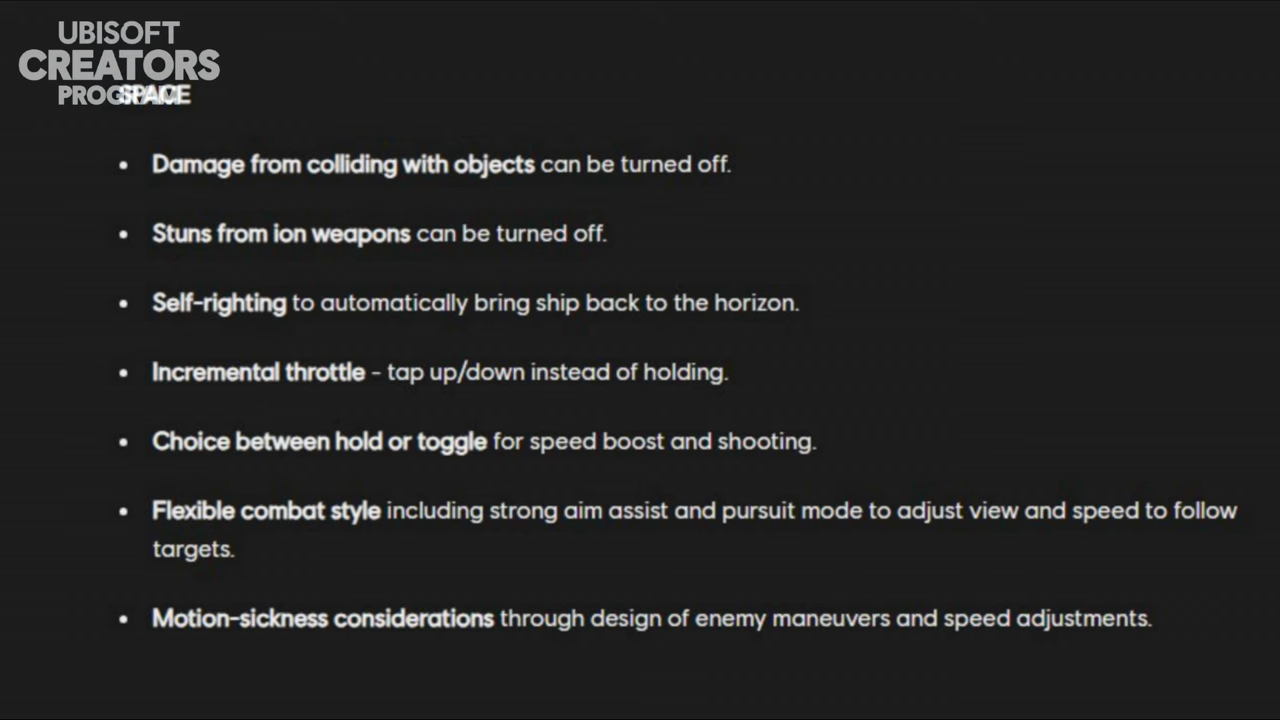 UBISOFT
CREATORS
PROGRAM
SPACE
• Damage from colliding with objects can be turned off.
• Stuns from ion weapons can be turned off.
• Self-righting to automatically bring ship back to the horizon.
• Incremental throttle - tap up/down instead of holding.
• Choice between hold or toggle for speed boost and shooting.
• Flexible combat style including strong aim assist and pursuit mode to adjust view and speed to follow
targets.
• Motion-sickness considerations through design of enemy maneuvers and speed adjustments.